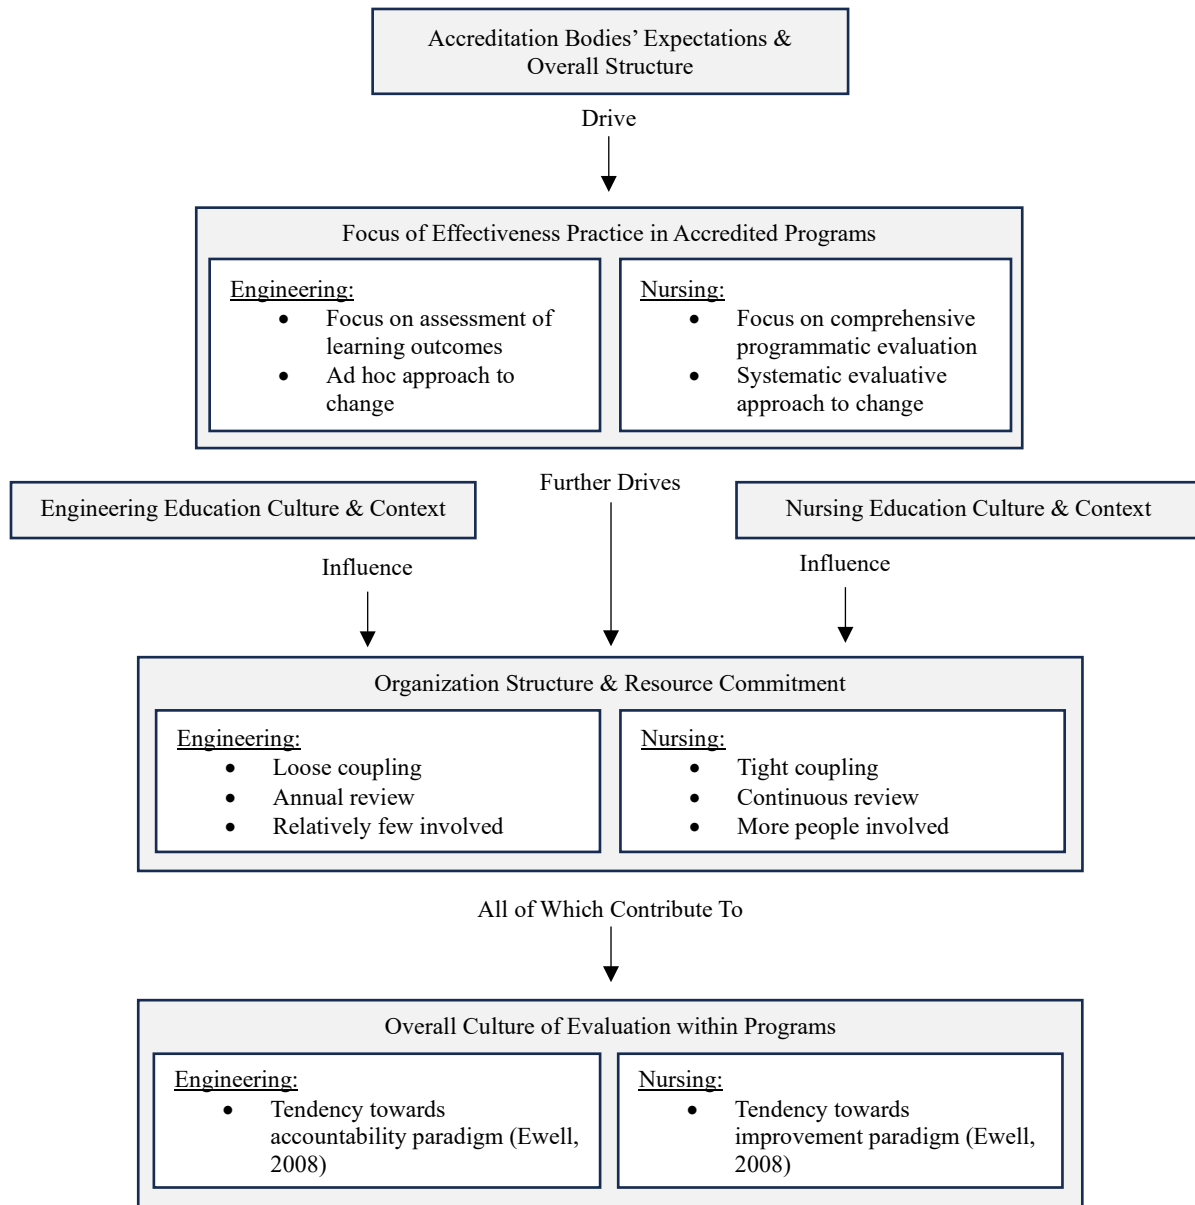 Accreditation Bodies’ Expectations &
Overall Structure
Drive
Focus of Effectiveness Practice in Accredited Programs
Engineering:
• Focus on assessment of
learning outcomes
• Ad hoc approach to
change
Nursing:
• Focus on comprehensive
programmatic evaluation
• Systematic evaluative
approach to change
Further Drives
Engineering Education Culture & Context
Nursing Education Culture & Context
Influence
Influence
Organization Structure & Resource Commitment
Engineering:
• Loose coupling
• Annual review
• Relatively few involved
Nursing:
• Tight coupling
• Continuous review
• More people involved
All of Which Contribute To
Overall Culture of Evaluation within Programs
Engineering:
• Tendency towards
accountability paradigm (Ewell,
2008)
Nursing:
• Tendency towards
improvement paradigm (Ewell,
2008)